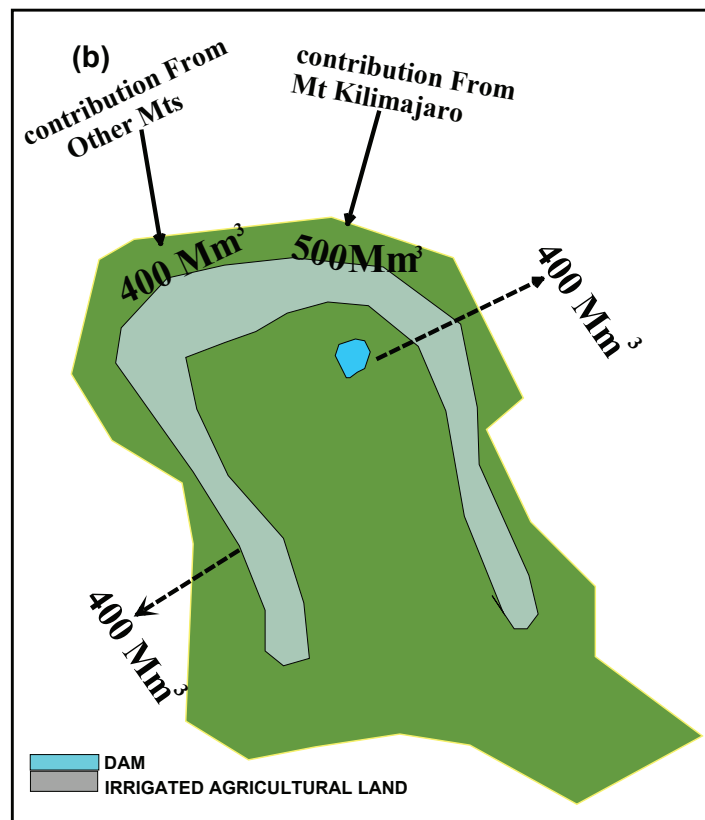 (b)
contribution From
Other Mts
contribution From
Mt Kilimajaro
400 Mm³
500Mm³
400 Mm³
400 Mm³
DAM
IRRIGATED AGRICULTURAL LAND